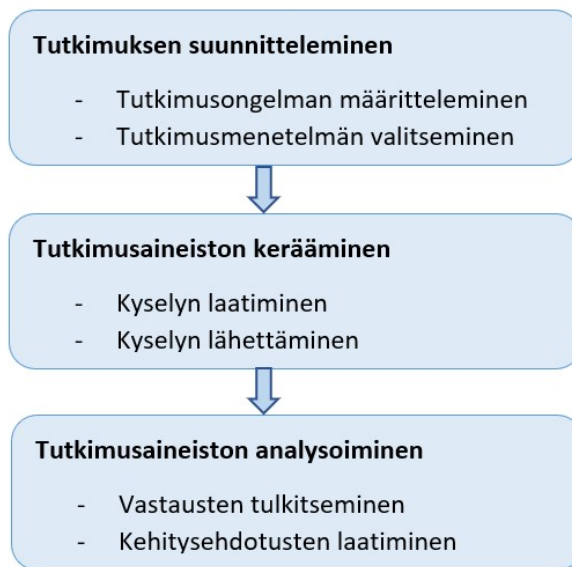 Tutkimuksen suunnitteleminen
- Tutkimusongelman määritteleminen
- Tutkimusmenetelmän valitseminen
Tutkimusaineiston kerääminen
- Kyselyn laatiminen
- Kyselyn lähettäminen
Tutkimusaineiston analysoiminen
- Vastausten tulkitseminen
- Kehitysehdotusten laatiminen